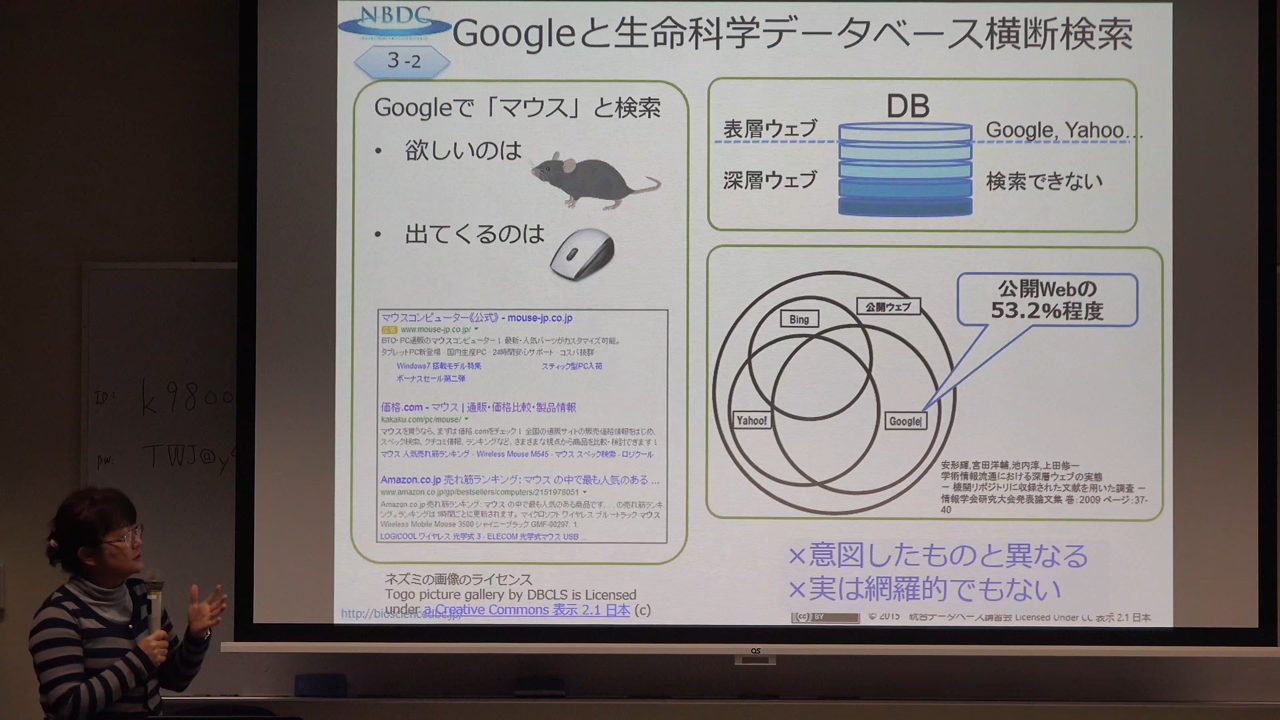 NBDC
3-2
Googleと生命科学データベース横断検索
Googleで「マウス」と検索
• 欲しいのは
• 出てくるのは
マウスコンピューター《公式》 - mouse-jp.co.jp
www.mouse-jp.co.jp/
BTO・PC通販のマウスコンピューター！ 最新・人気パーツがカスタマイズ可能。
タブレットPC新登場・国内生産PC・24時間安心サポート・コスパ抜群
Windows7 搭載モデル特集 スティック型PC入荷
ボーナスセール第二弾
価格.com - マウス | 通販・価格比較・製品情報
kakaku.com/pc/mouse/
マウスを買うなら、まずは価格.comをチェック！ 全国の通販サイトの販売価格情報をはじめ、
スペック検索、クチコミ情報、ランキングなど、さまざまな視点から商品を比較・検討できます！
マウス 人気売れ筋ランキング - Wireless Mouse M545 - マウス スペック検索 - ロジクール
Amazon.co.jp 売れ筋ランキング: マウス の中で最も人気のある ...
www.amazon.co.jp/gp/bestsellers/computers/2151978051
Amazon.co.jp 売れ筋ランキング: マウス の中で最も人気のある商品です。 ... の売れ筋ランキ
ング。ランキングは1時間ごとに更新されます。 マイクロソフト ワイヤレス ブルートラック マウス
Wireless Mobile Mouse 3500 シャイニーブラック GMF-00297. 1.
LOGICOOL ワイヤレス 光学式 3 - ELECOM 光学式マウス USB ...
ネズミの画像のライセンス
Togo picture gallery by DBCLS is Licensed
under a Creative Commons 表示 2.1 日本 (c)
DB
表層ウェブ
Google, Yahoo…
深層ウェブ
検索できない
公開Webの
53.2%程度
公開ウェブ
Bing
Yahoo!
Google
安形輝,宮田洋輔,池内淳,上田修一
学術情報流通における深層ウェブの実態
－ 機関リポジトリに収録された文献を用いた調査 －
情報学会研究大会発表論文集 巻：2009 ページ：37-
40
×意図したものと異なる
×実は網羅的でもない
CC BY
© 2015 統合データベース講習会 Licensed Under CC 表示 2.1 日本
k9800
OS